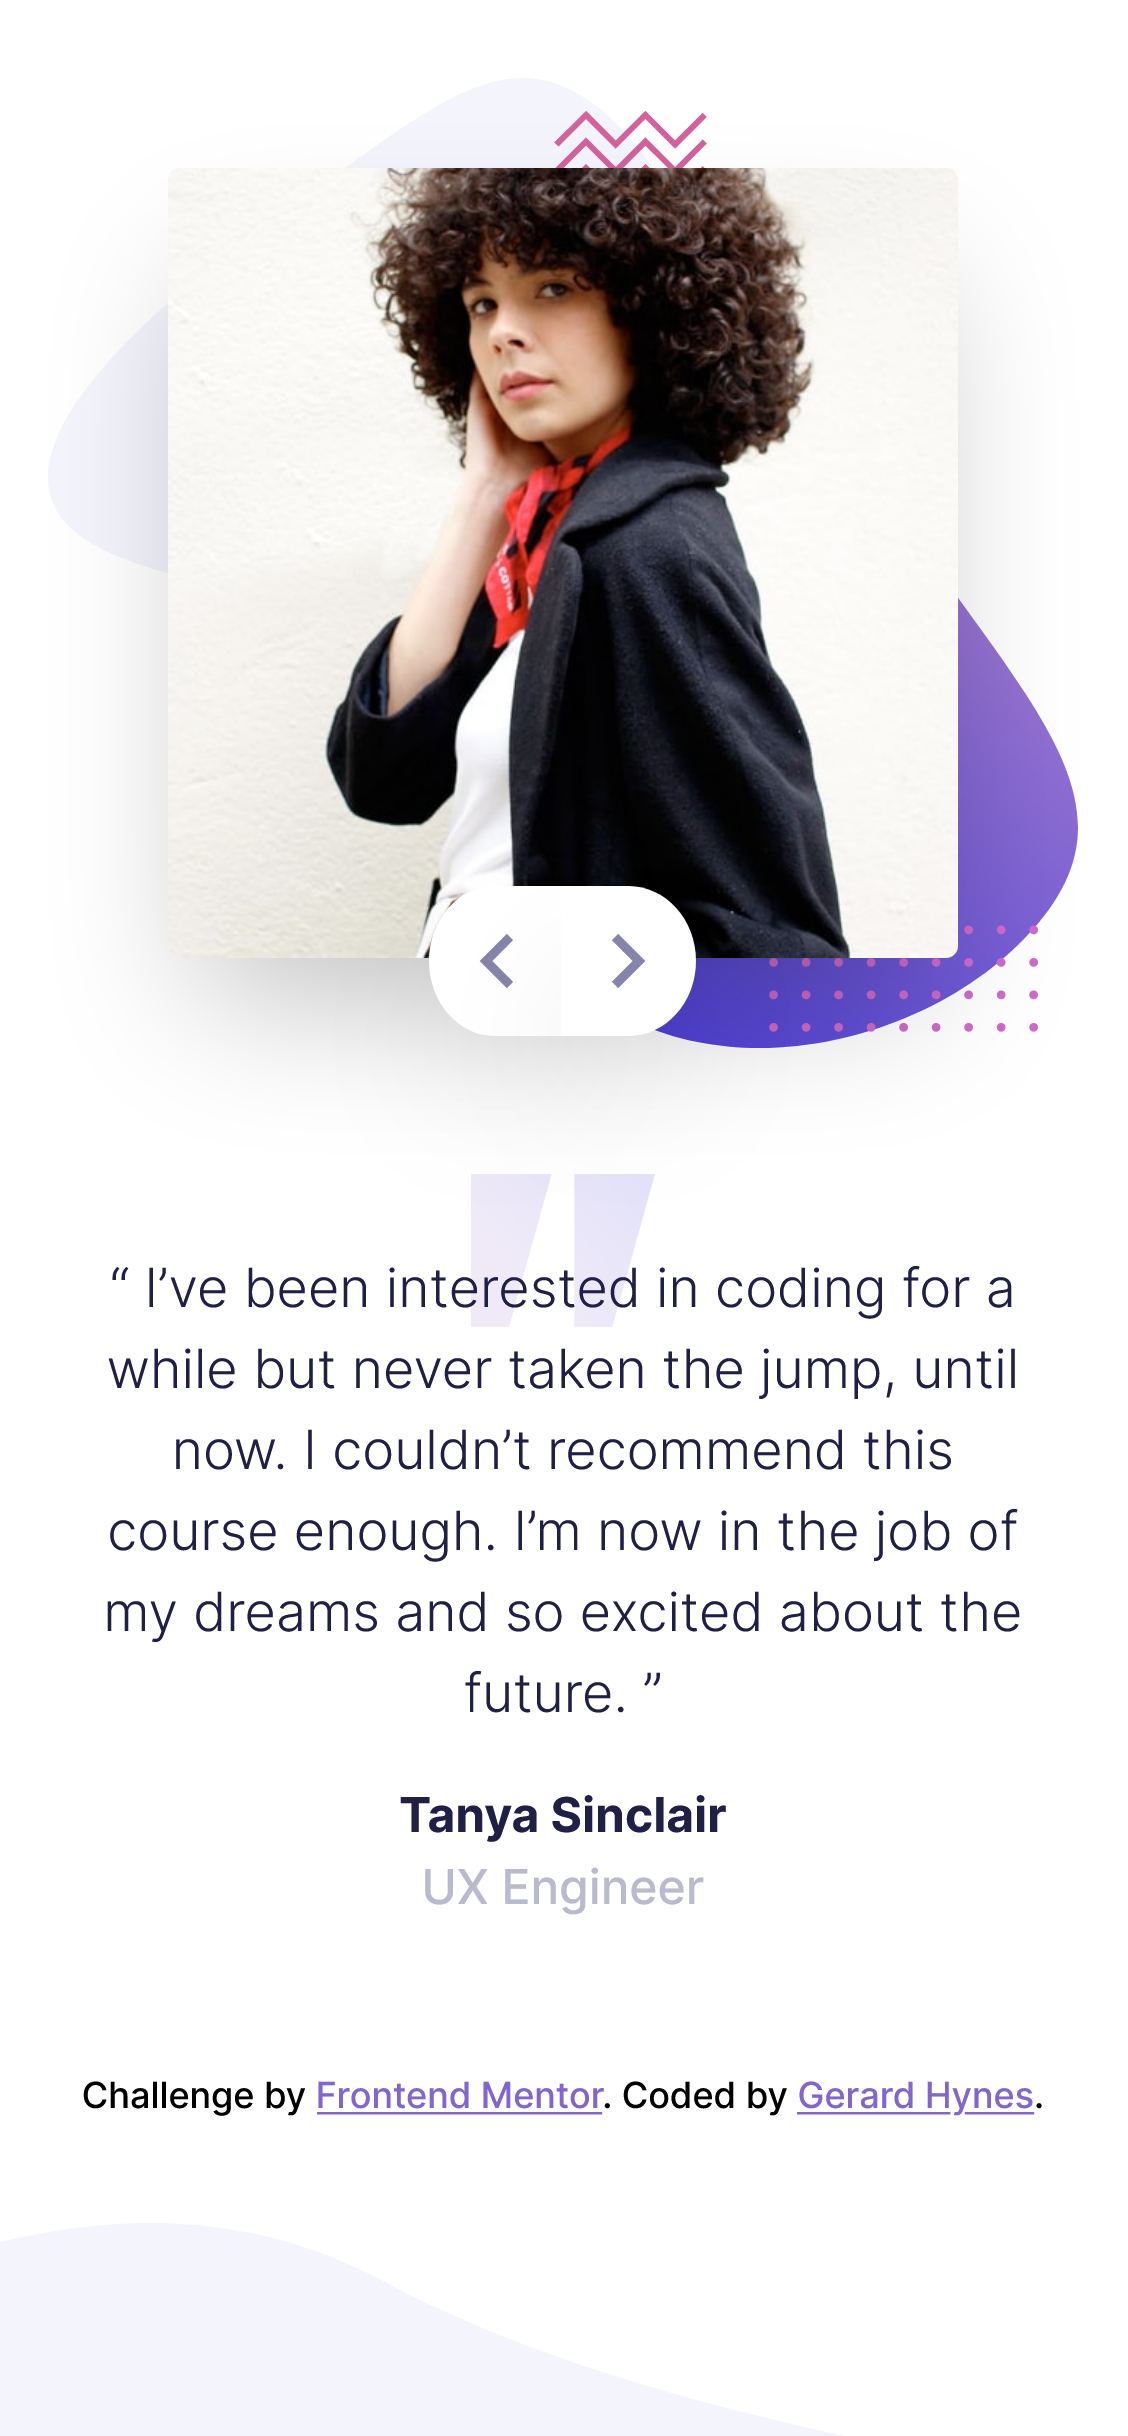 “ I’ve been interested in coding for a
while but never taken the jump, until
now. I couldn’t recommend this
course enough. I’m now in the job of
my dreams and so excited about the
future. ”
Tanya Sinclair
UX Engineer
Challenge by Frontend Mentor. Coded by Gerard Hynes.